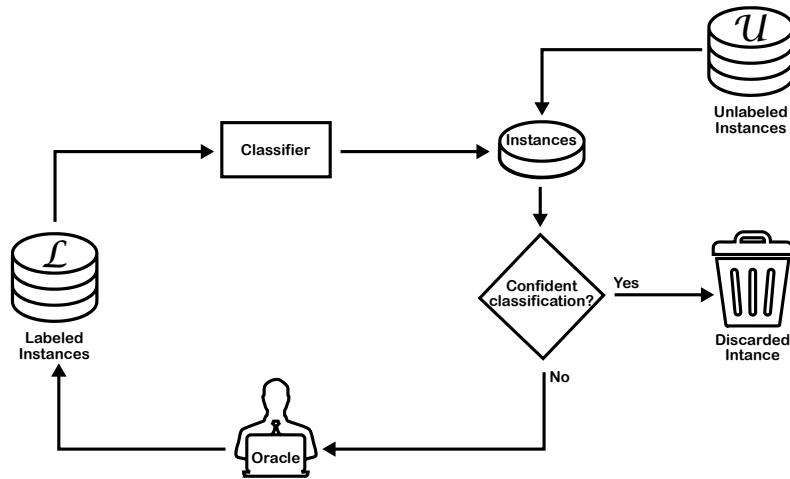 U
Unlabeled
Instances
Classifier
Instances
L
Labeled
Instances
Confident
classification?
Yes
Discarded
Intance
No
Oracle